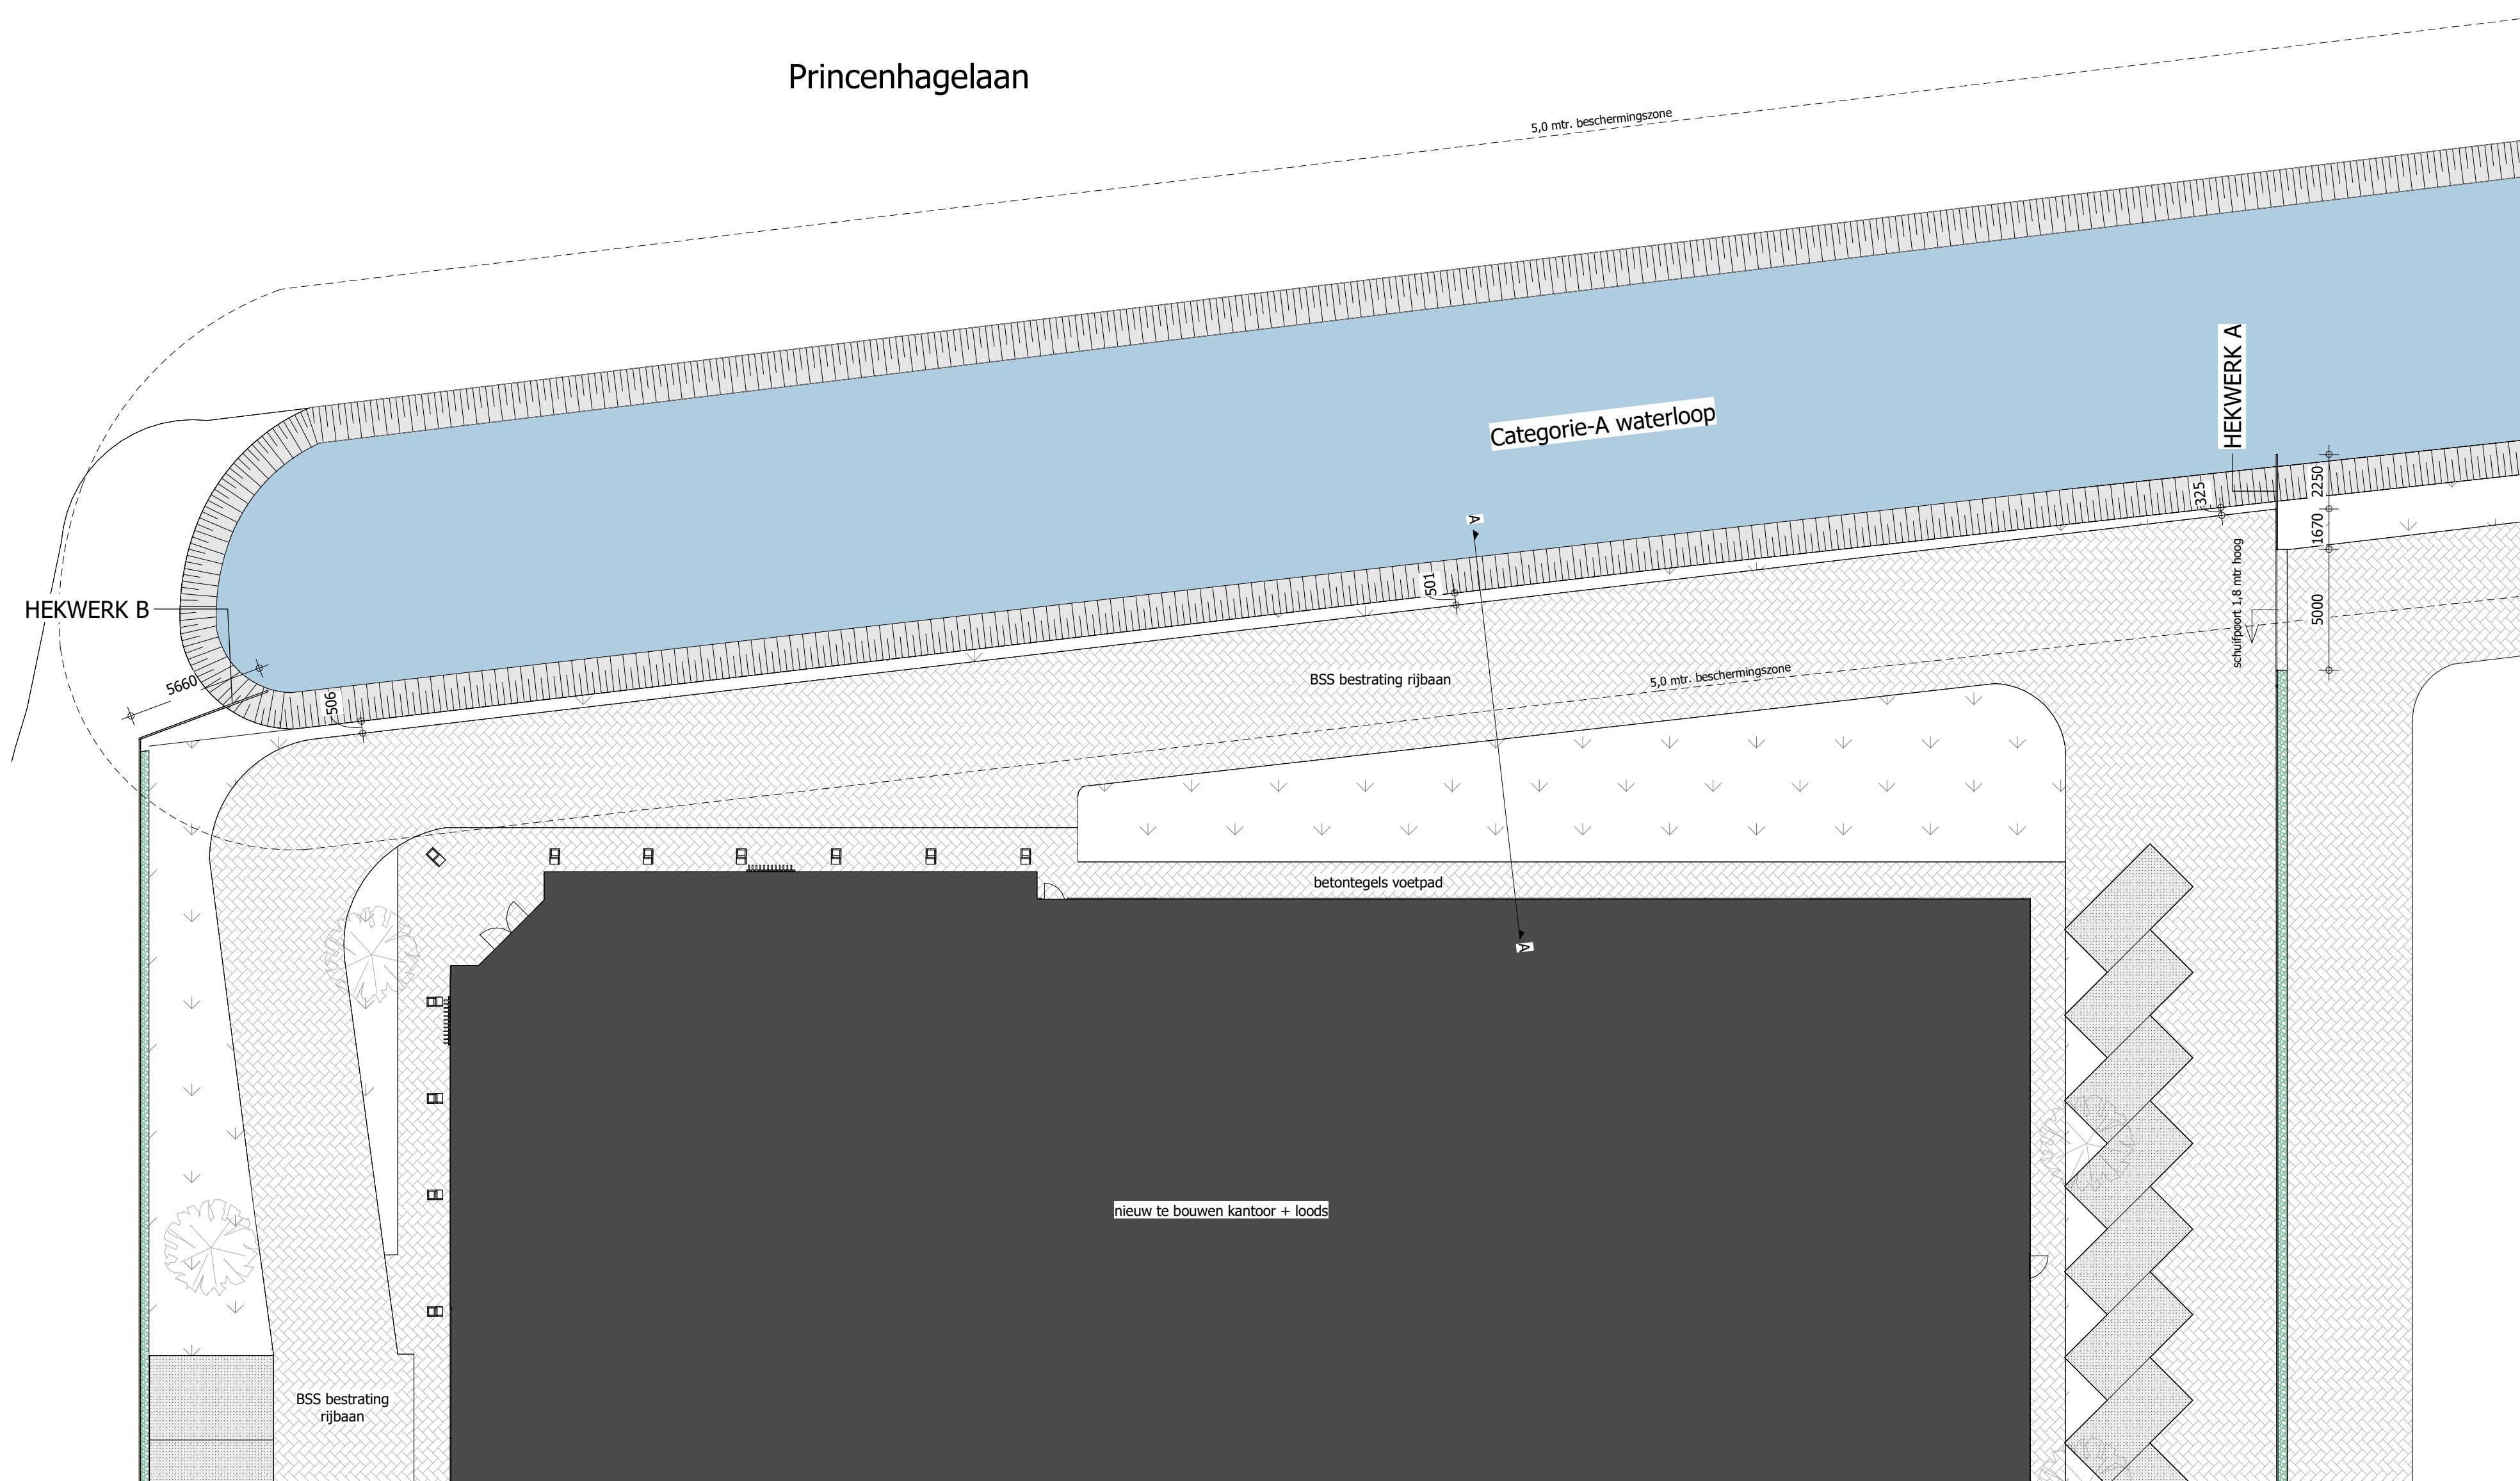 Princenhagelaan
5,0 mtr. beschermingszone
HEKWERK A
Categorie-A waterloop
2250
325
A
1670
schuifpoort 1,8 mtr hoog
501
5000
HEKWERK B
BSS bestrating rijbaan
5,0 mtr. beschermingszone
5660
506
betontegels voetpad
A
nieuw te bouwen kantoor + loods
BSS bestrating
rijbaan